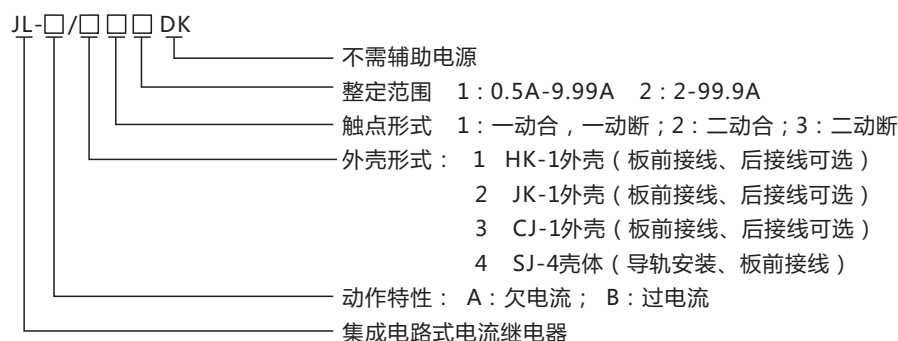 JL-□/□□□DK
不需辅助电源
整定范围 1：0.5A-9.99A 2：2-99.9A
触点形式 1：一动合，一动断；2：二动合；3：二动断
外壳形式： 1 HK-1外壳（板前接线、后接线可选）
2 JK-1外壳（板前接线、后接线可选）
3 CJ-1外壳（板前接线、后接线可选）
4 SJ-4壳体（导轨安装、板前接线）
动作特性： A：欠电流； B：过电流
集成电路式电流继电器